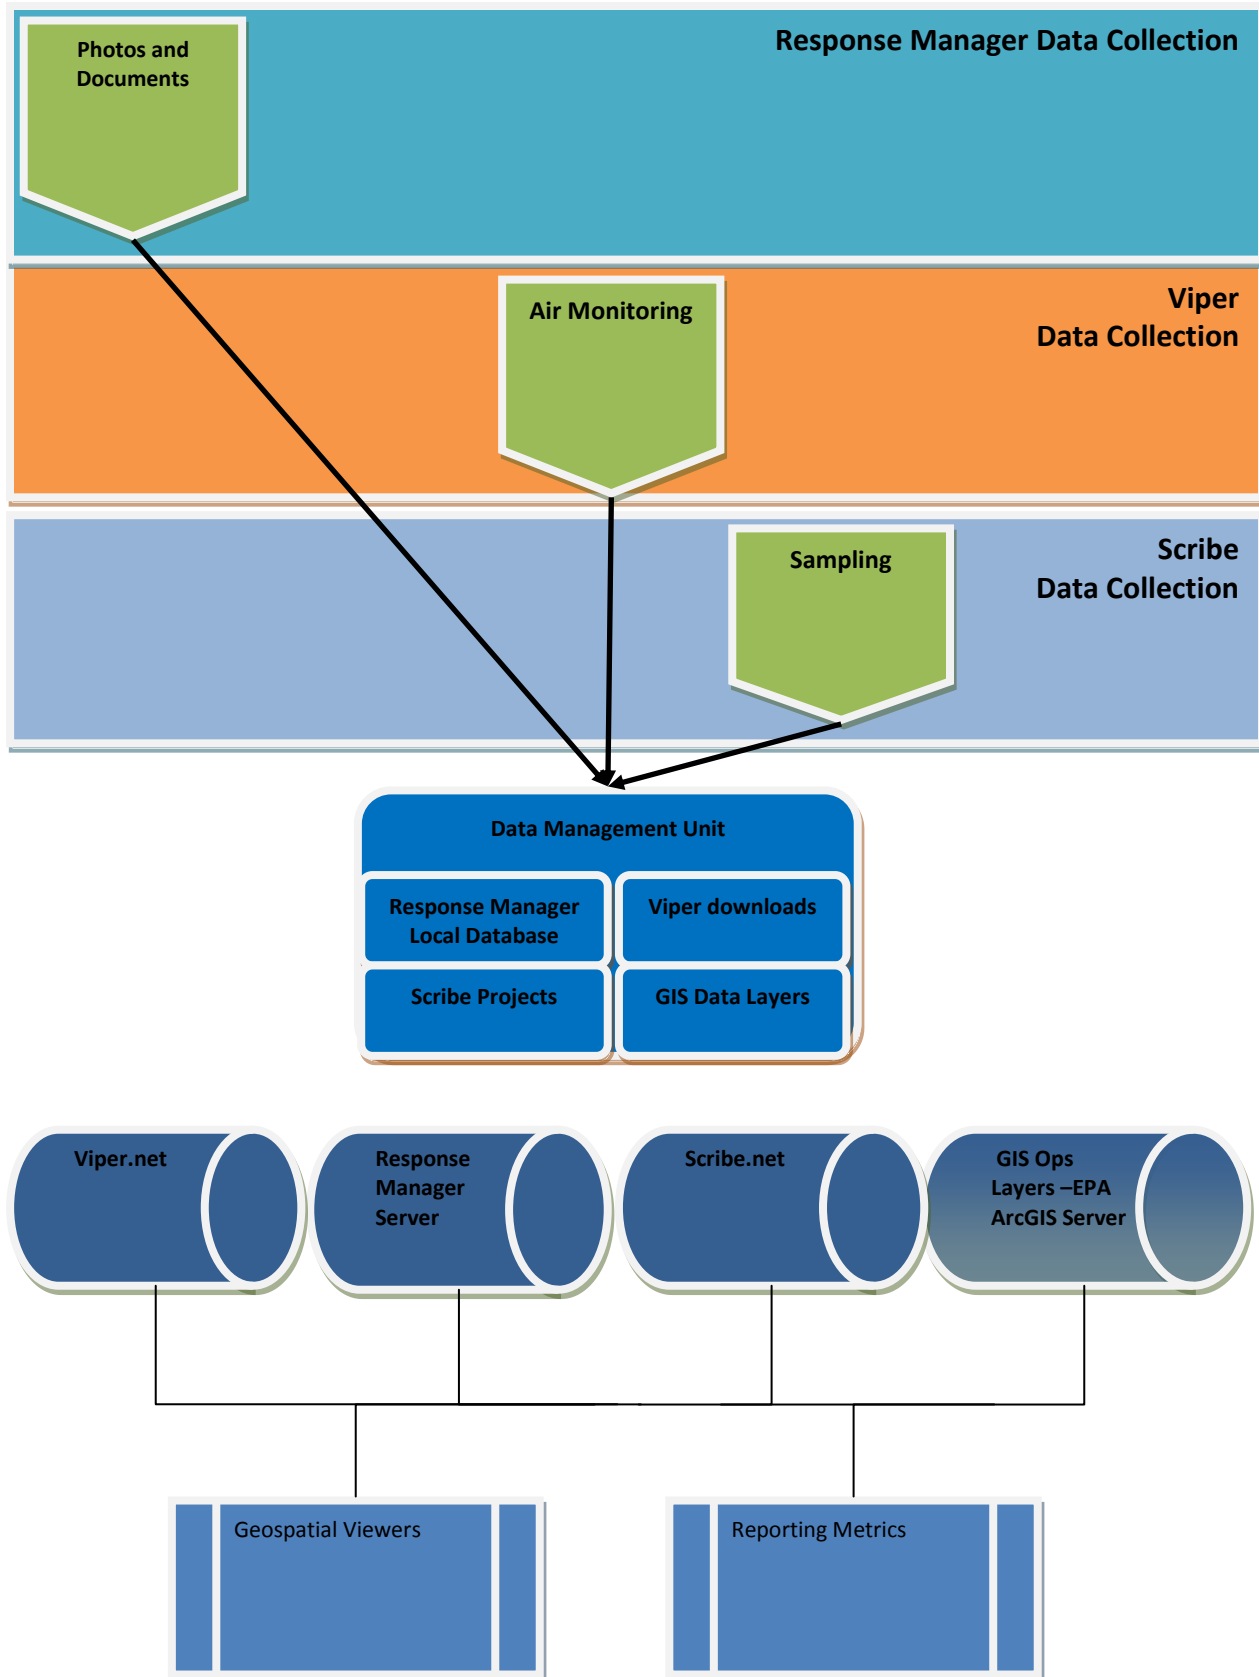 Photos and
Documents
Response Manager Data Collection
Air Monitoring
Viper
Data Collection
Sampling
Scribe
Data Collection
Data Management Unit
Response Manager
Local Database
Viper downloads
Scribe Projects
GIS Data Layers
Viper.net
Response
Manager
Server
Scribe.net
GIS Ops
Layers –EPA
ArcGIS Server
Geospatial Viewers
Reporting Metrics